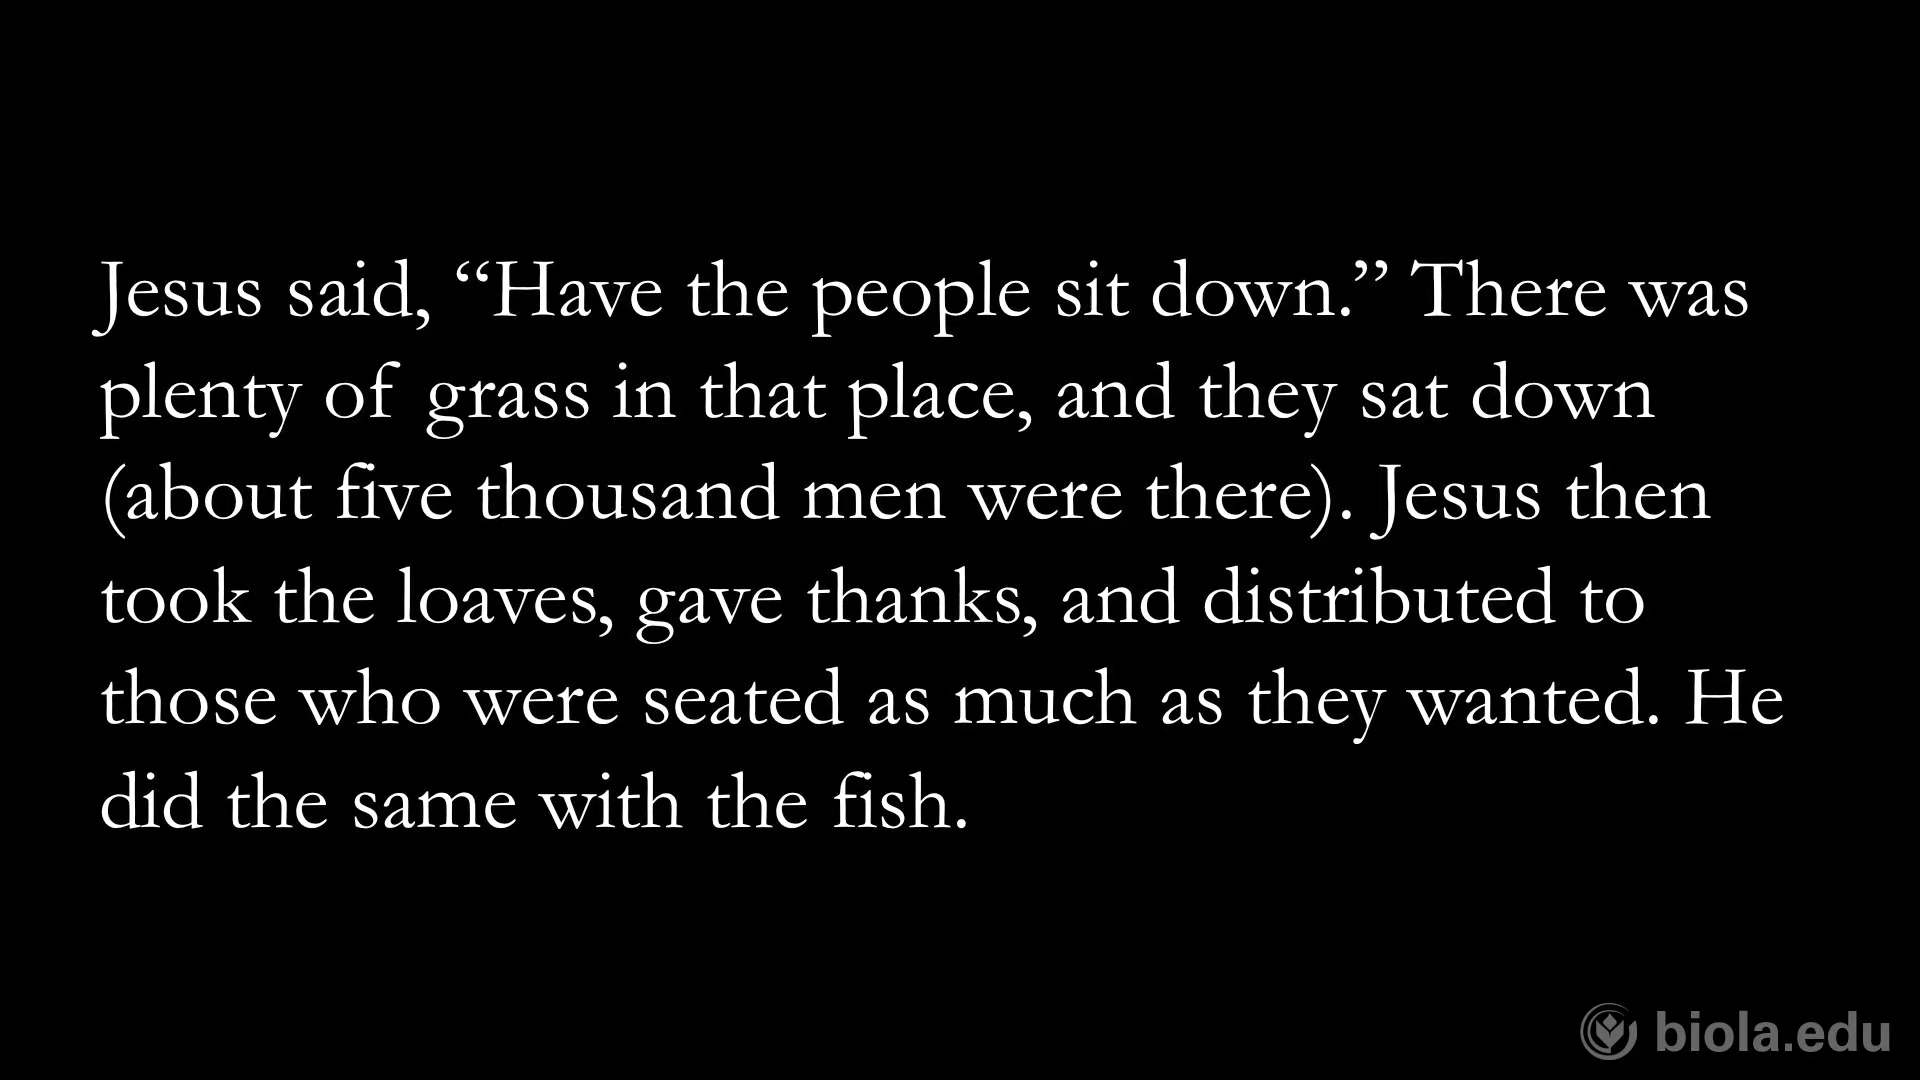 Jesus said, “Have the people sit down.” There was
plenty of grass in that place, and they sat down
(about five thousand men were there). Jesus then
took the loaves, gave thanks, and distributed to
those who were seated as much as they wanted. He
did the same with the fish.
biola.edu